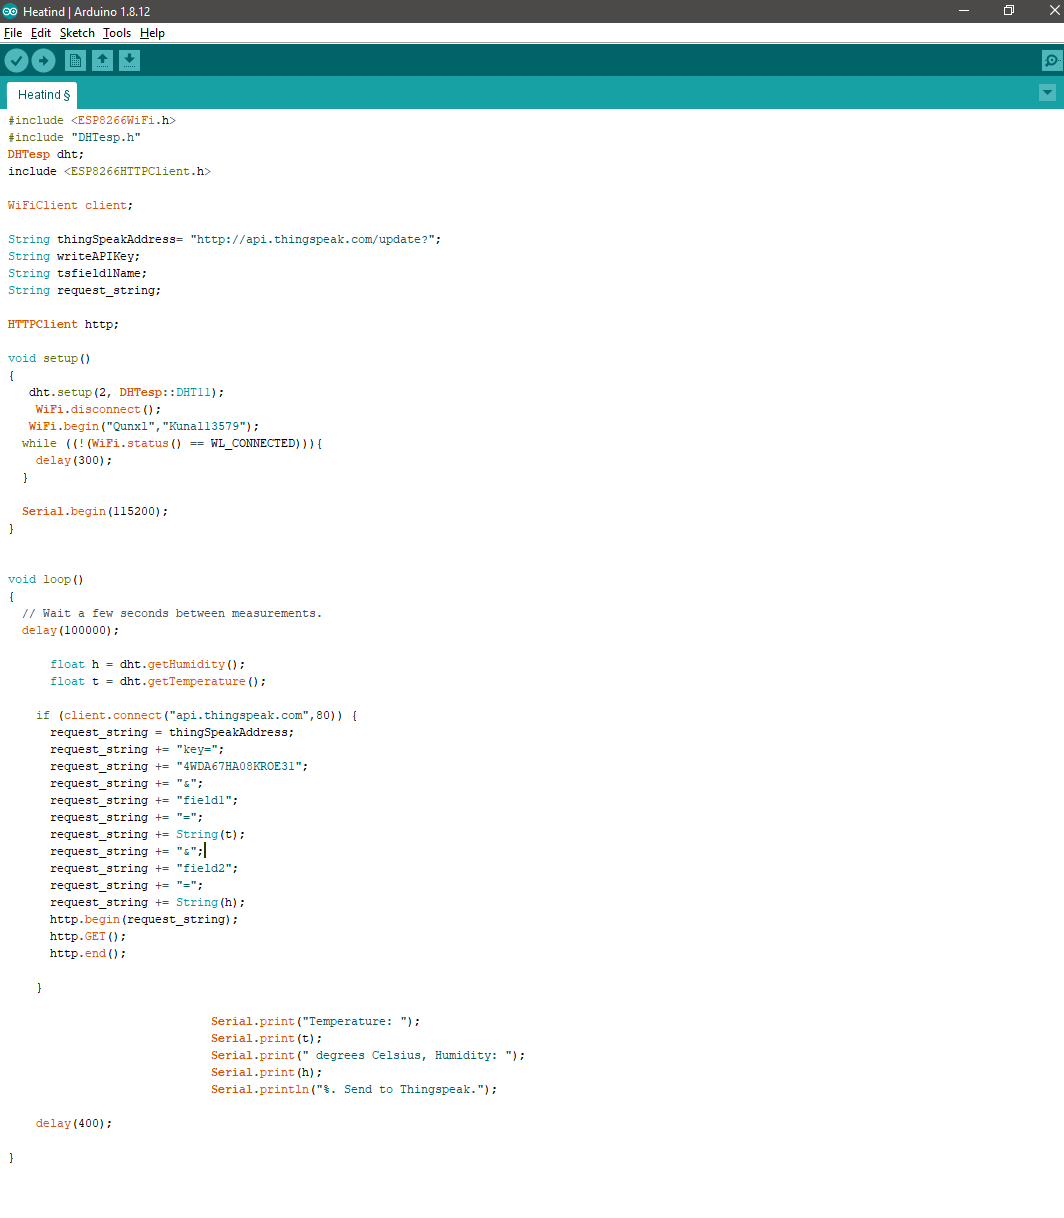 Heatind | Arduino 1.8.12
File Edit Sketch Tools Help
Heatind §
#include <ESP8266WiFi.h>
#include "DHTesp.h"
DHTesp dht;
include <ESP8266HTTPClient.h>
WiFiClient client;
String thingSpeakAddress= "http://api.thingspeak.com/update?";
String writeAPIKey;
String tsfield1Name;
String request_string;
HTTPClient http;
void setup()
{
dht.setup(2, DHTesp::DHT11);
WiFi.disconnect();
WiFi.begin("Qunxl","Kunal13579");
while ((!(WiFi.status() == WL_CONNECTED))){
delay(300);
}
Serial.begin(115200);
}
void loop()
{
// Wait a few seconds between measurements.
delay(100000);
float h = dht.getHumidity();
float t = dht.getTemperature();
if (client.connect("api.thingspeak.com",80)) {
request_string = thingSpeakAddress;
request_string += "key=";
request_string += "4WDA67HA08KROE31";
request_string += "&";
request_string += "field1";
request_string += "=";
request_string += String(t);
request_string += "&";
request_string += "field2";
request_string += "=";
request_string += String(h);
http.begin(request_string);
http.GET();
http.end();
}
Serial.print("Temperature: ");
Serial.print(t);
Serial.print(" degrees Celsius, Humidity: ");
Serial.print(h);
Serial.println("%. Send to Thingspeak.");
delay(400);
}